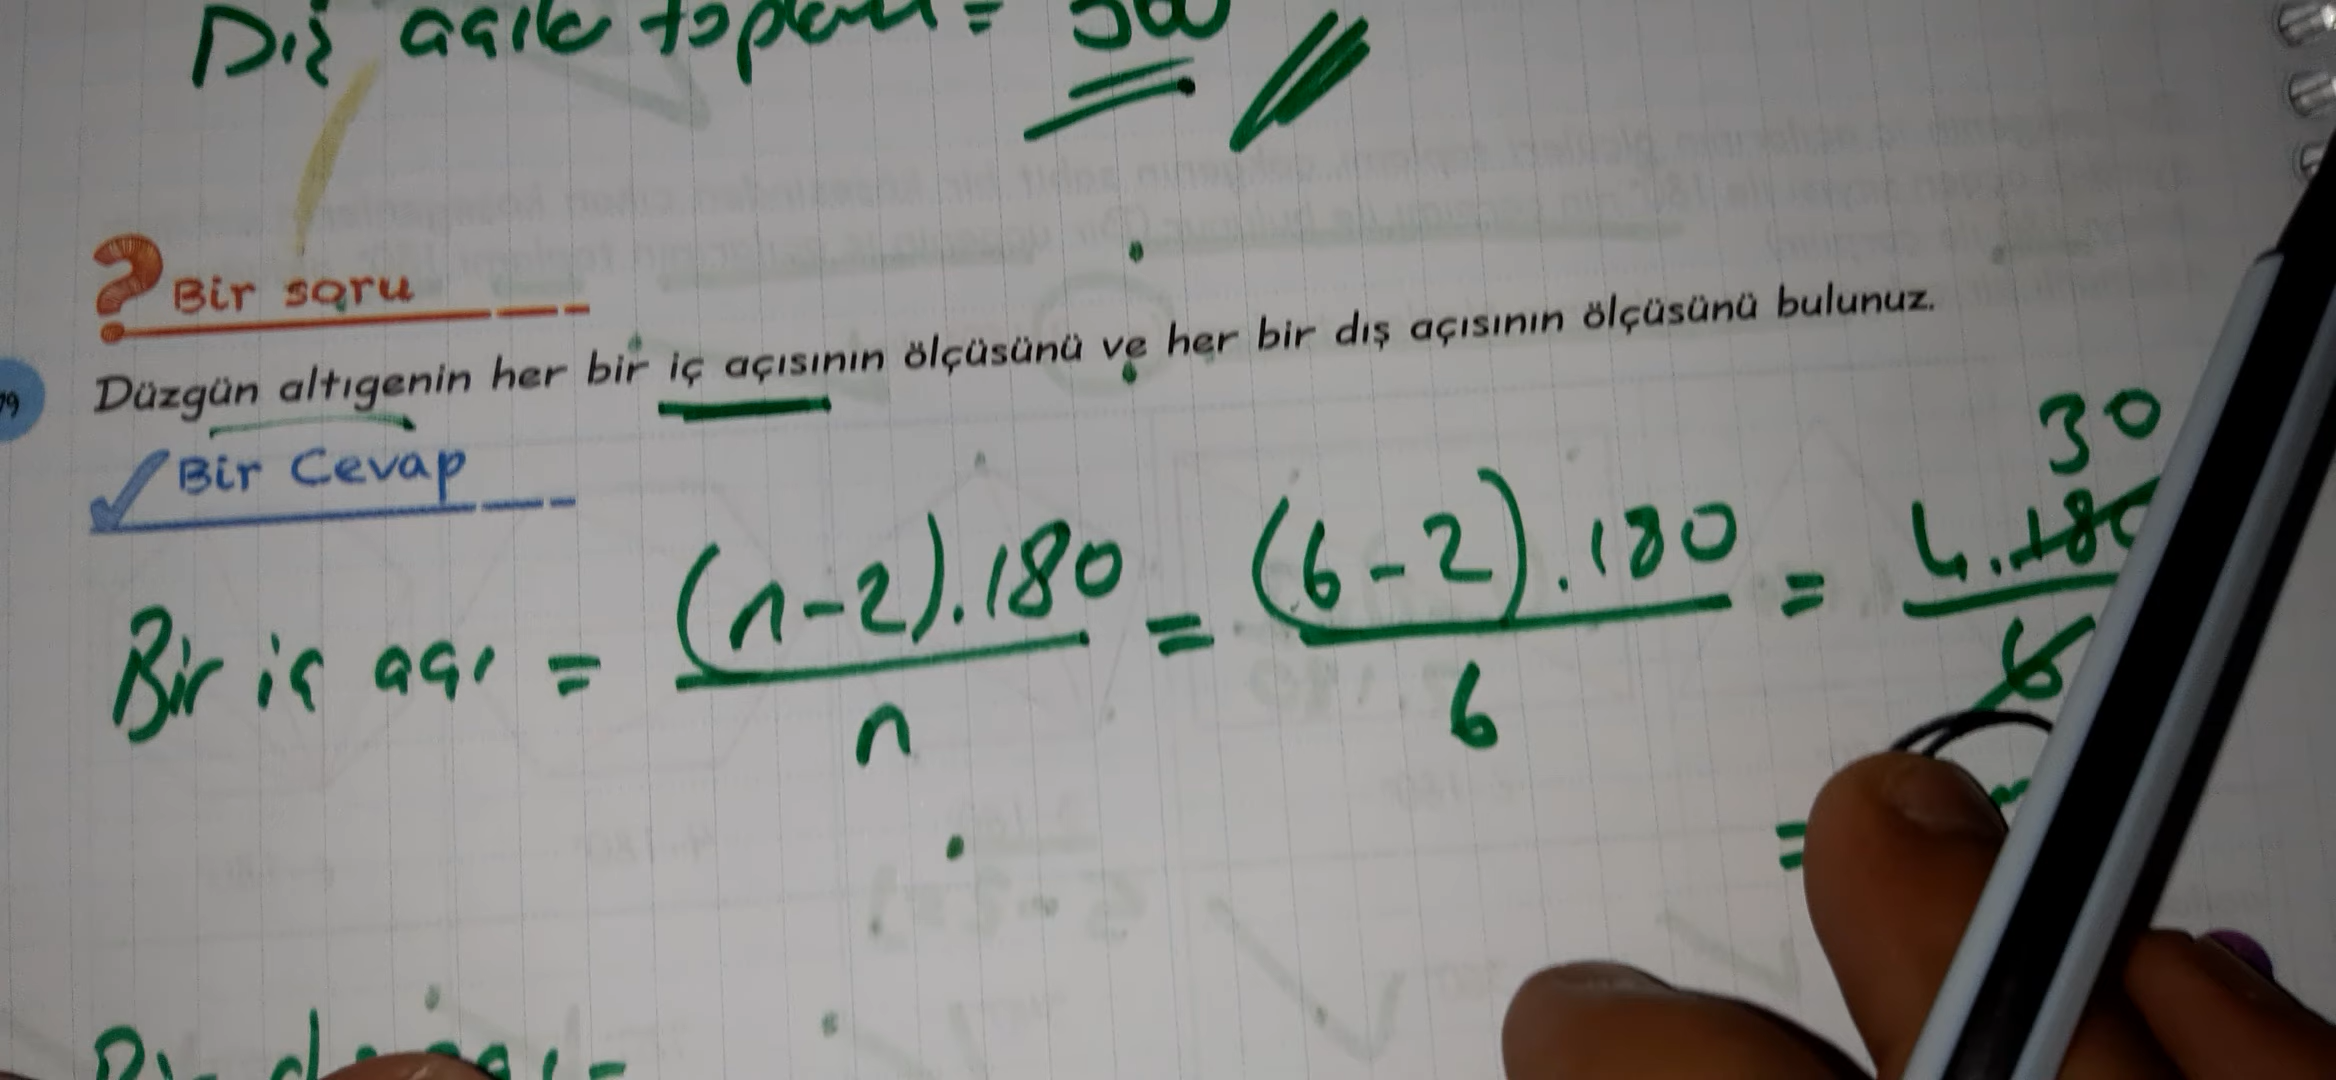 Dış açılar toplamı = 360
? Bir soru
Düzgün altıgenin her bir iç açısının ölçüsünü ve her bir dış açısının ölçüsünü bulunuz.
Bir Cevap
Bir iç açı = (n-2).180 / n = (6-2).180 / 6 = 4.180 / 6
30
=